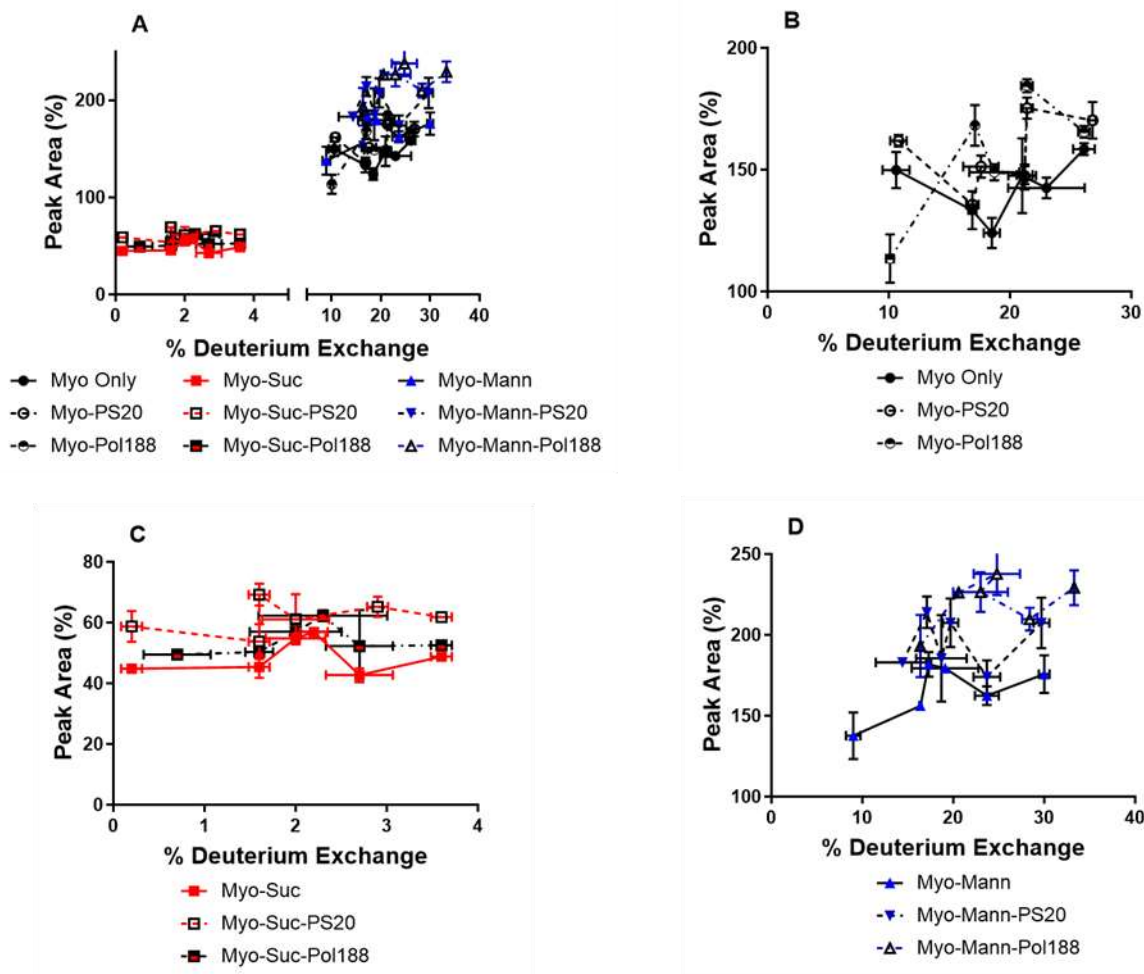 A
Peak Area (%)
200
100
0
0 2 4 10 20 30 40
% Deuterium Exchange
Myo Only Myo-Suc Myo-Mann
Myo-PS20 Myo-Suc-PS20 Myo-Mann-PS20
Myo-Pol188 Myo-Suc-Pol188 Myo-Mann-Pol188
B
Peak Area (%)
200
150
100
0 10 20 30
% Deuterium Exchange
Myo Only
Myo-PS20
Myo-Pol188
C
Peak Area (%)
80
60
40
20
0
0 1 2 3 4
% Deuterium Exchange
Myo-Suc
Myo-Suc-PS20
Myo-Suc-Pol188
D
Peak Area (%)
250
200
150
100
0 10 20 30 40
% Deuterium Exchange
Myo-Mann
Myo-Mann-PS20
Myo-Mann-Pol188